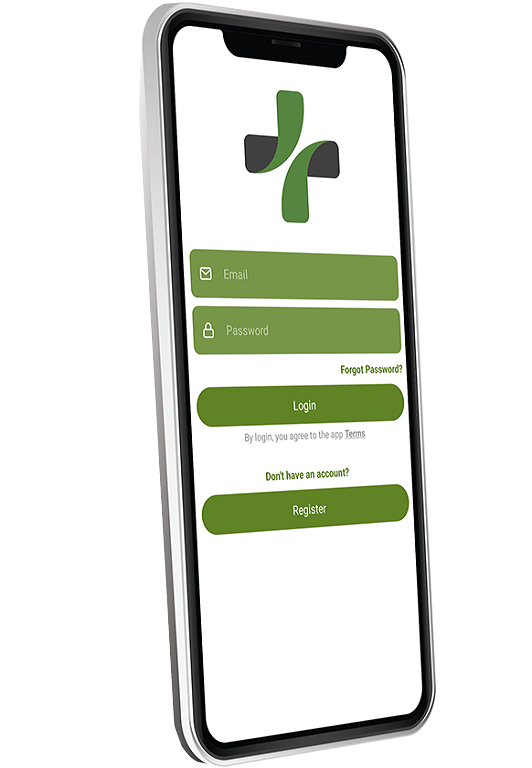 Email
Password
Forgot Password?
Login
By login, you agree to the app Terms
Don't have an account?
Register